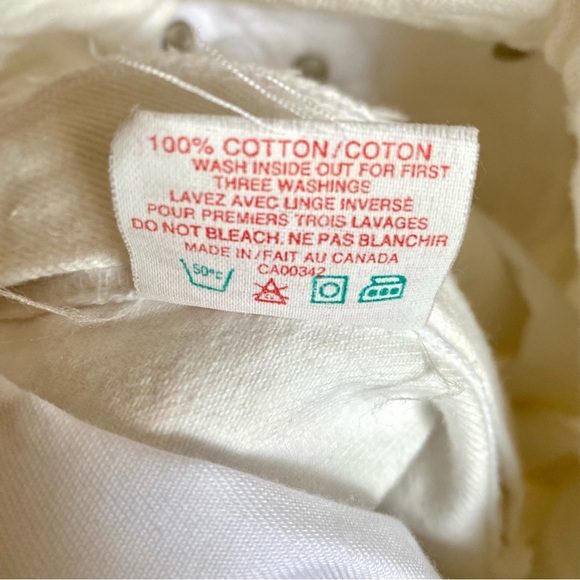 100% COTTON/COTON
WASH INSIDE OUT FOR FIRST
THREE WASHINGS
LAVEZ AVEC LINGE INVERSÉ
POUR PREMIERS TROIS LAVAGES
DO NOT BLEACH. NE PAS BLANCHIR
MADE IN/FAIT AU CANADA
CA00342
50°C